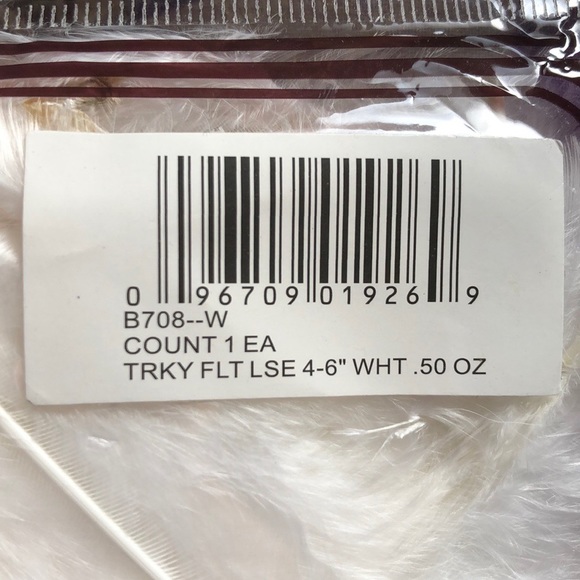 0 96709 01926 9
B708--W
COUNT 1 EA
TRKY FLT LSE 4-6" WHT .50 OZ